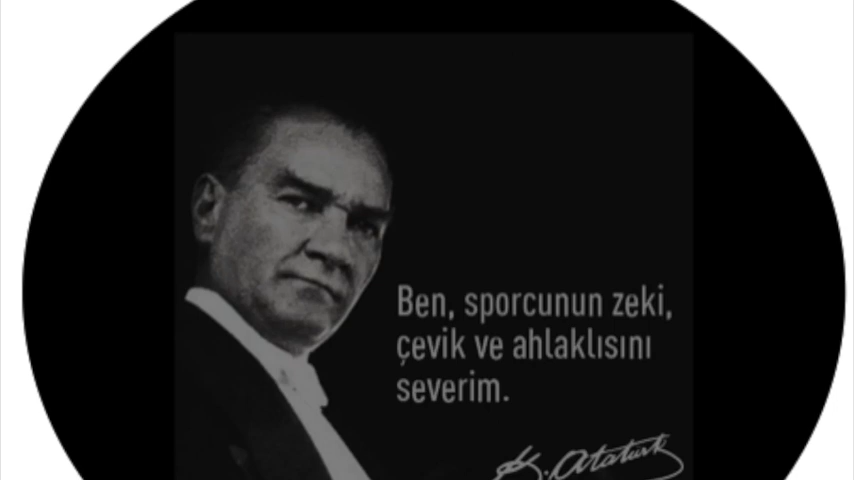 Ben, sporcunun zeki,
çevik ve ahlaklısını
severim.
K. Atatürk